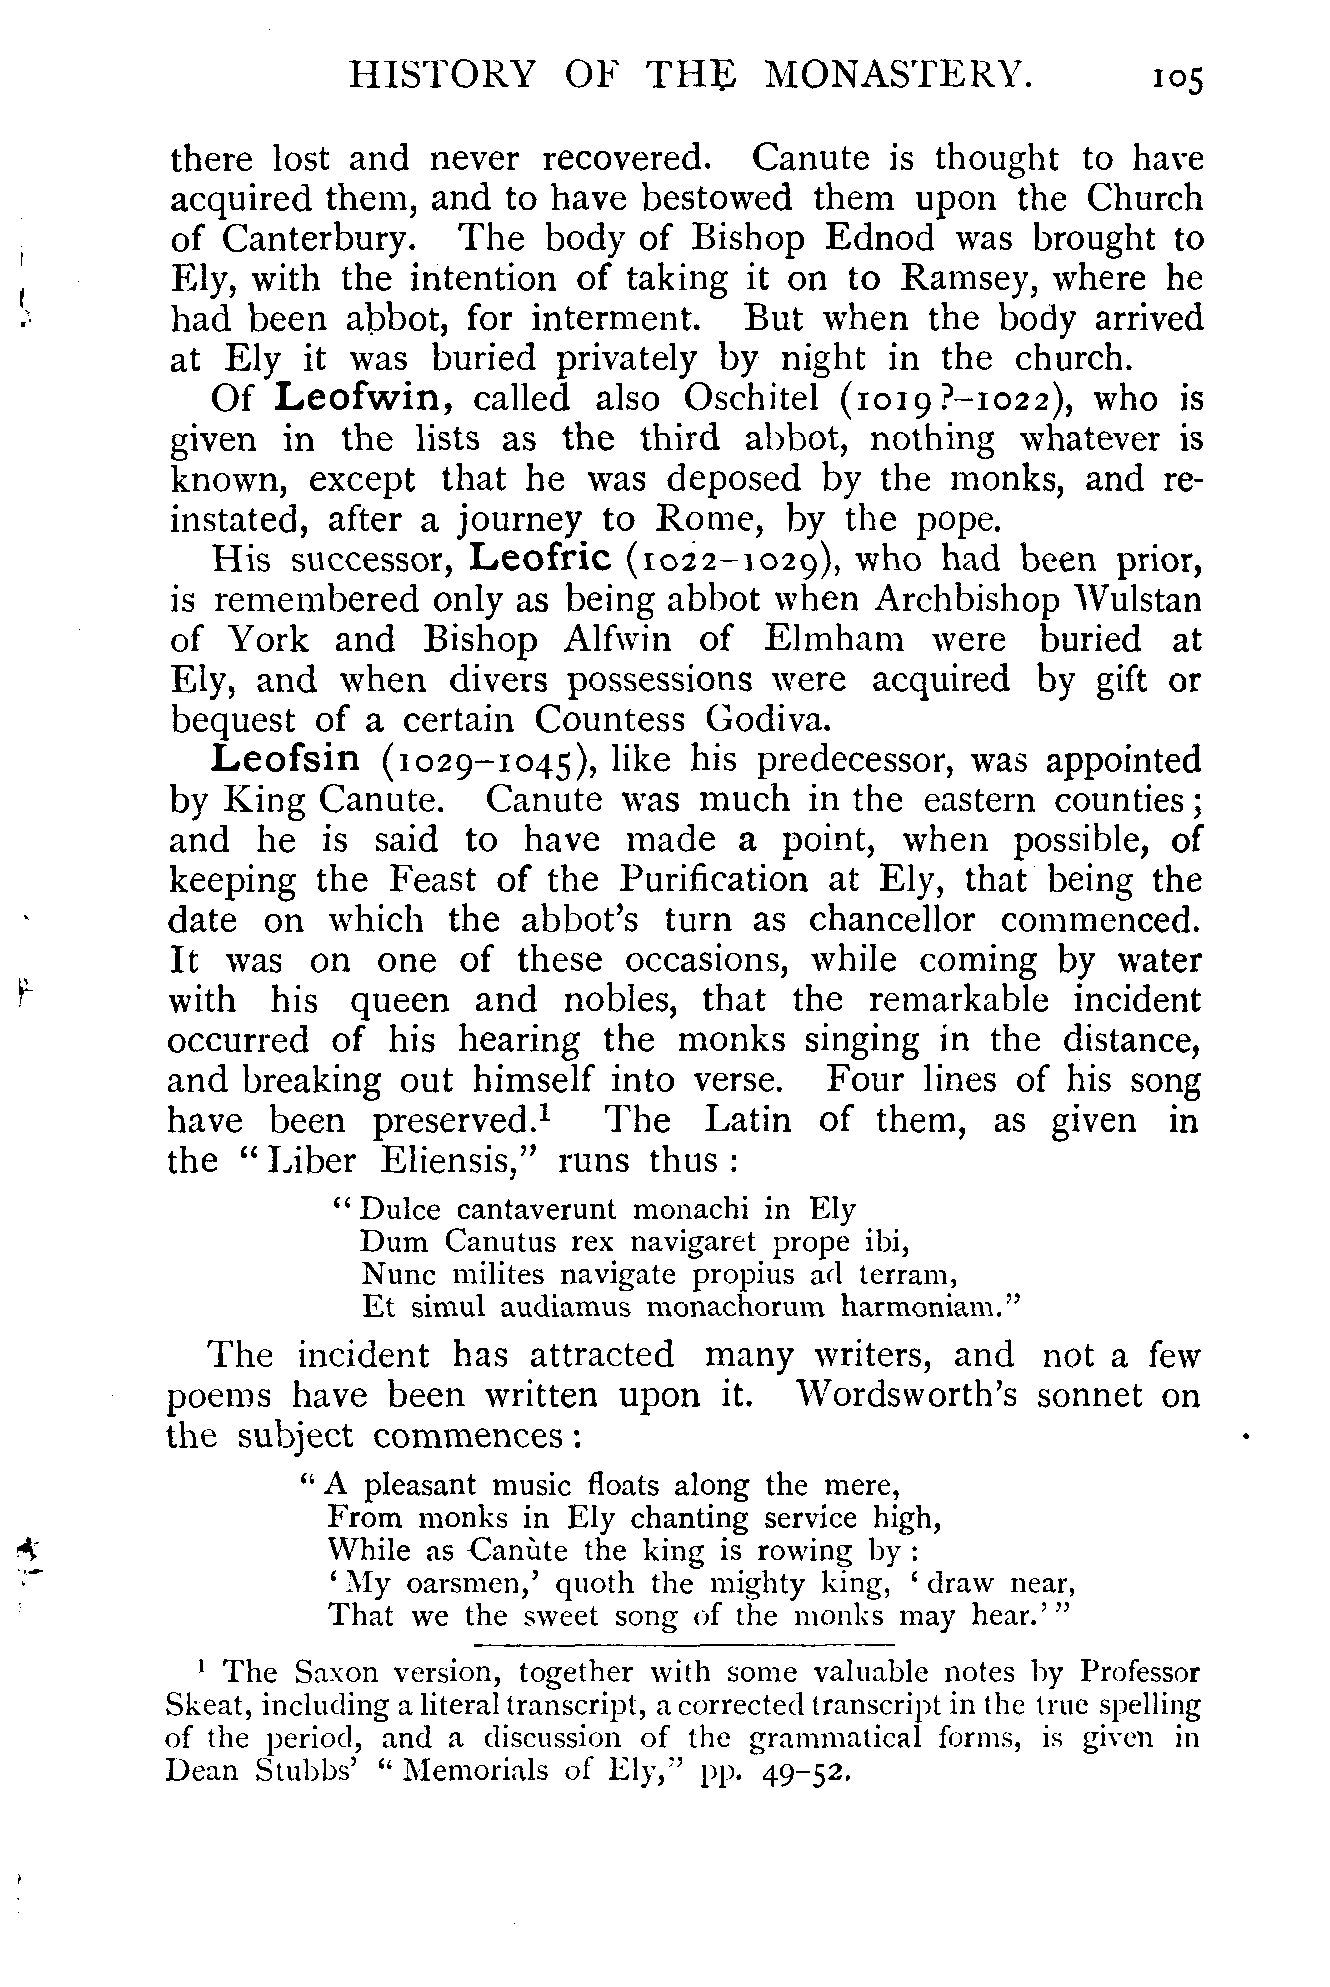 HISTORY OF THE MONASTERY. 105
there lost and never recovered. Canute is thought to have
acquired them, and to have bestowed them upon the Church
of Canterbury. The body of Bishop Ednod was brought to
Ely, with the intention of taking it on to Ramsey, where he
had been abbot, for interment. But when the body arrived
at Ely it was buried privately by night in the church.
Of Leofwin, called also Oschitel (1019?–1022), who is
given in the lists as the third abbot, nothing whatever is
known, except that he was deposed by the monks, and re-
instated, after a journey to Rome, by the pope.
His successor, Leofric (1022–1029), who had been prior,
is remembered only as being abbot when Archbishop Wulstan
of York and Bishop Alfwin of Elmham were buried at
Ely, and when divers possessions were acquired by gift or
bequest of a certain Countess Godiva.
Leofsin (1029–1045), like his predecessor, was appointed
by King Canute. Canute was much in the eastern counties;
and he is said to have made a point, when possible, of
keeping the Feast of the Purification at Ely, that being the
date on which the abbot's turn as chancellor commenced.
It was on one of these occasions, while coming by water
with his queen and nobles, that the remarkable incident
occurred of his hearing the monks singing in the distance,
and breaking out himself into verse. Four lines of his song
have been preserved.¹ The Latin of them, as given in
the "Liber Eliensis," runs thus:
"Dulce cantaverunt monachi in Ely
Dum Canutus rex navigaret prope ibi,
Nunc milites navigate propius ad terram,
Et simul audiamus monachorum harmoniam."
The incident has attracted many writers, and not a few
poems have been written upon it. Wordsworth's sonnet on
the subject commences:
"A pleasant music floats along the mere,
From monks in Ely chanting service high,
While as Canùte the king is rowing by:
'My oarsmen,' quoth the mighty king, 'draw near,
That we the sweet song of the monks may hear.'"
¹ The Saxon version, together with some valuable notes by Professor
Skeat, including a literal transcript, a corrected transcript in the true spelling
of the period, and a discussion of the grammatical forms, is given in
Dean Stubbs' "Memorials of Ely," pp. 49–52.